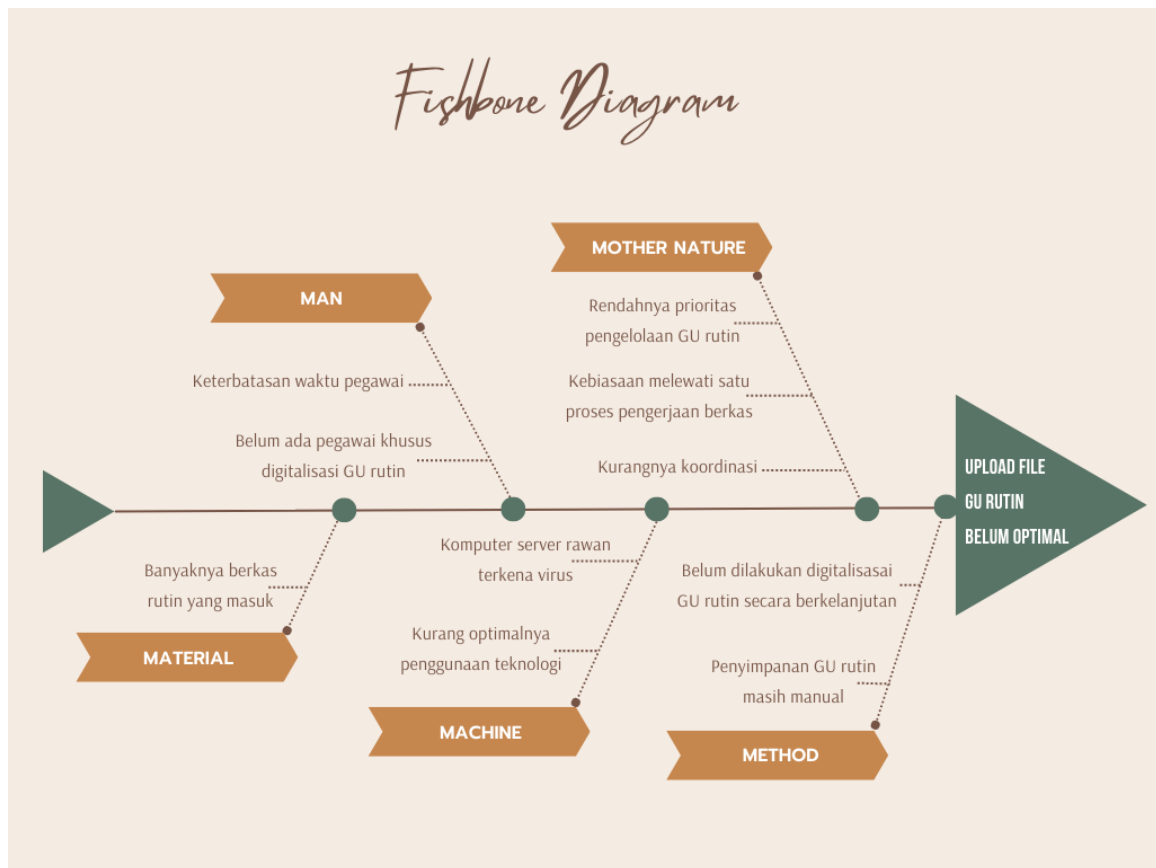 Fishbone Diagram
MOTHER NATURE
Rendahnya prioritas
pengelolaan GU rutin
Kebiasaan melewati satu
proses pengerjaan berkas
Kurangnya koordinasi
MAN
Keterbatasan waktu pegawai
Belum ada pegawai khusus
digitalisasi GU rutin
UPLOAD FILE
GU RUTIN
BELUM OPTIMAL
Banyaknya berkas
rutin yang masuk
MATERIAL
Komputer server rawan
terkena virus
Kurang optimalnya
penggunaan teknologi
MACHINE
Belum dilakukan digitalisasai
GU rutin secara berkelanjutan
Penyimpanan GU rutin
masih manual
METHOD